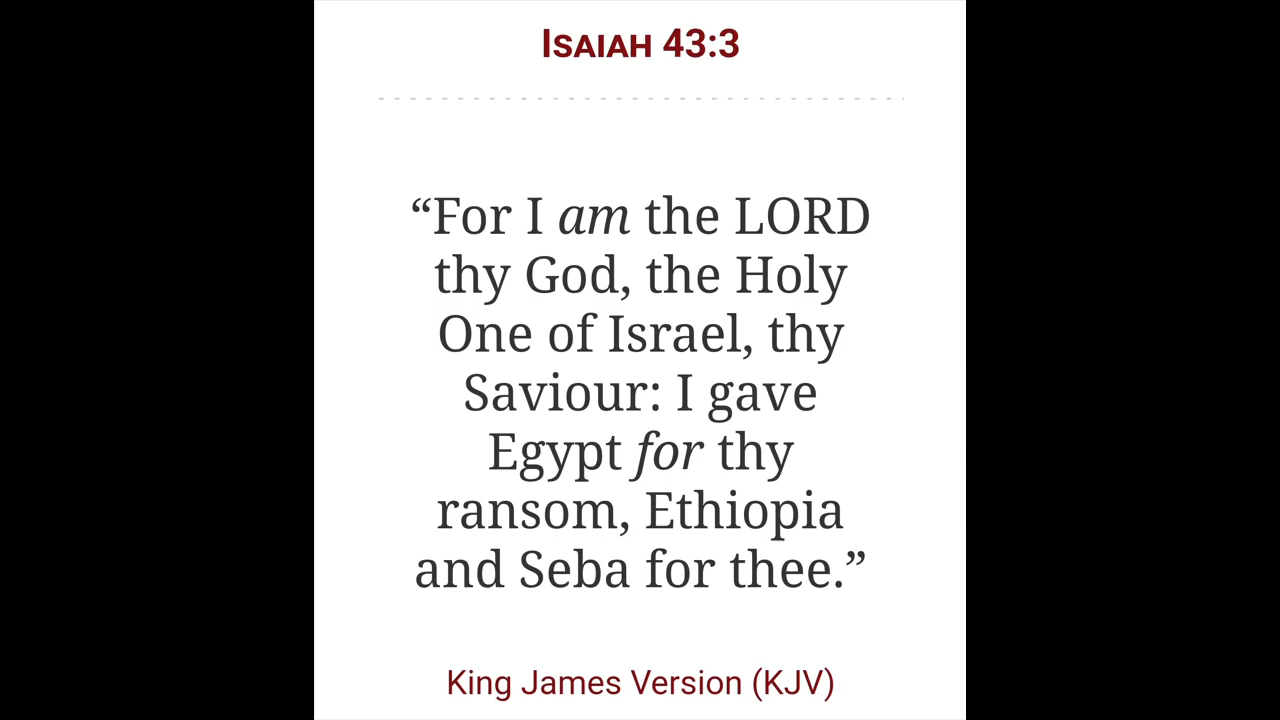 Isaiah 43:3
“For I am the LORD
thy God, the Holy
One of Israel, thy
Saviour: I gave
Egypt for thy
ransom, Ethiopia
and Seba for thee.”
King James Version (KJV)